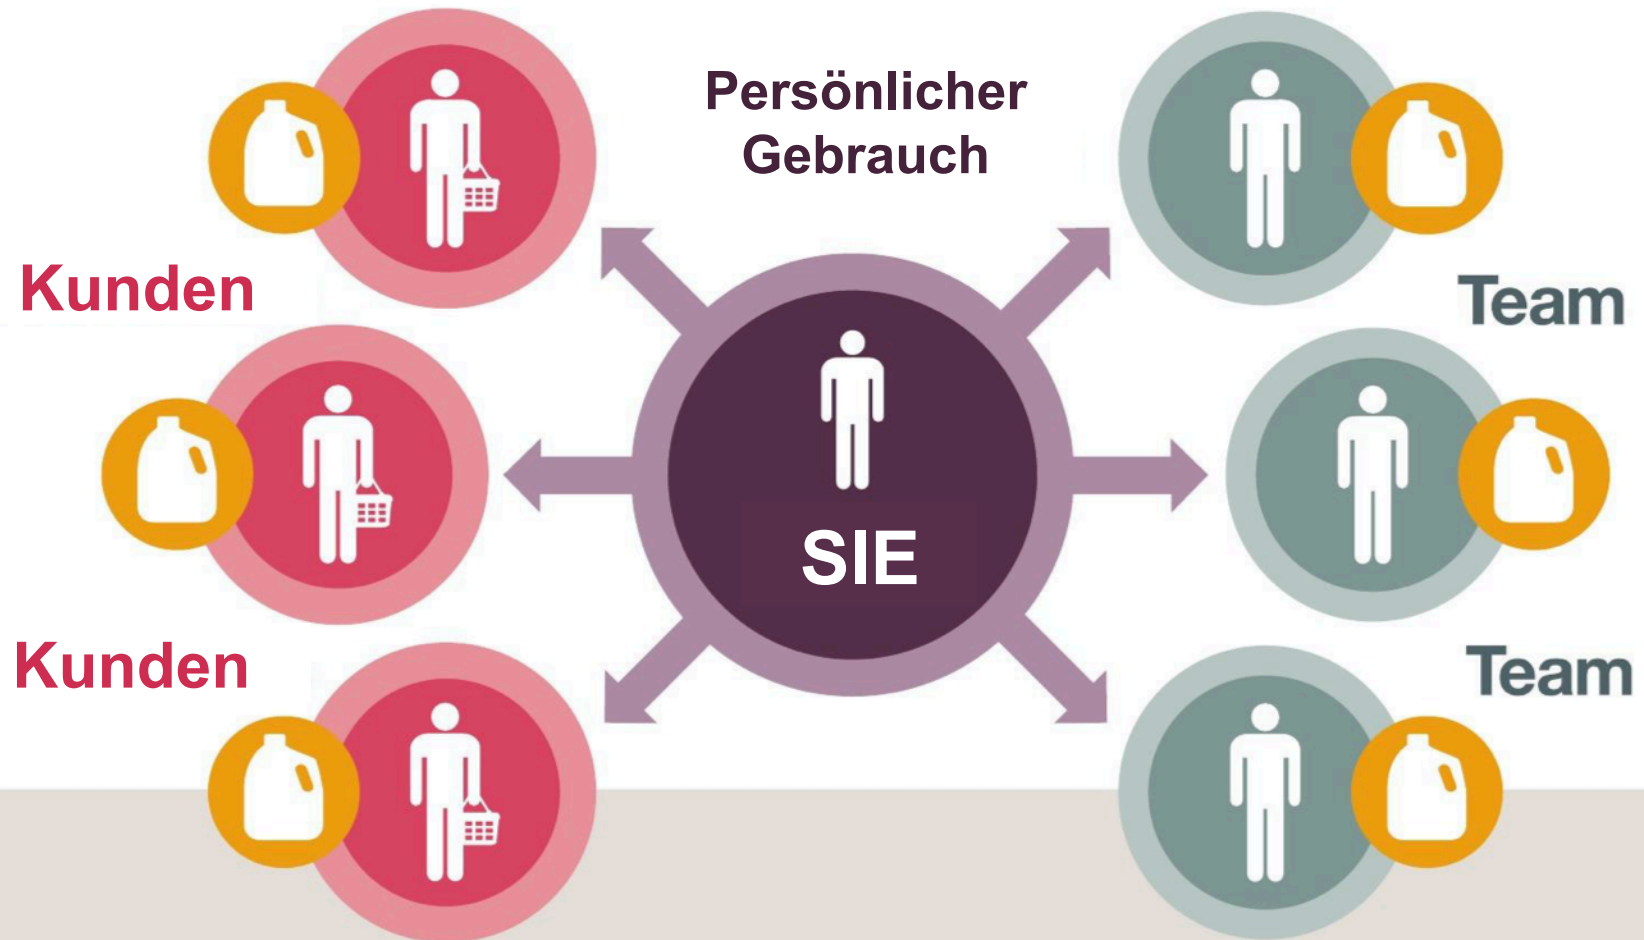 Persönlicher
Gebrauch
Kunden
Team
SIE
Kunden
Team